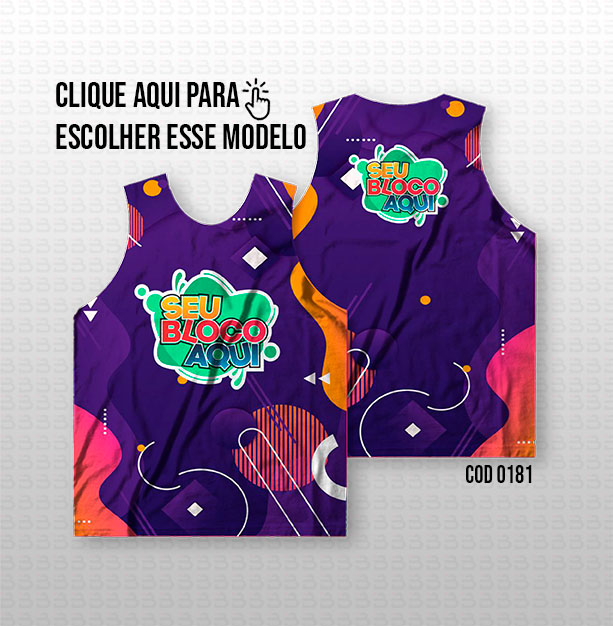 CLIQUE AQUI PARA
ESCOLHER ESSE MODELO
SEU
BLOCO
AQUI
SEU
BLOCO
AQUI
COD 0181